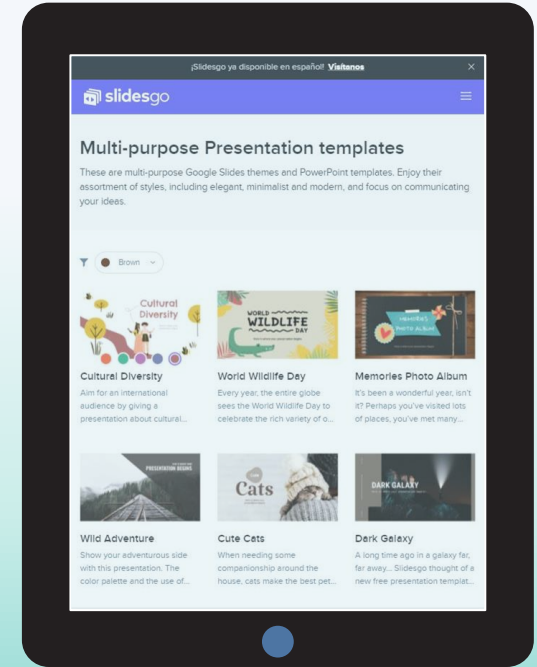 ¡Slidesgo ya disponible en español! Visítanos
slidesgo
Multi-purpose Presentation templates
These are multi-purpose Google Slides themes and PowerPoint templates. Enjoy their
assortment of styles, including elegant, minimalist and modern, and focus on communicating
your ideas.
Brown
Cultural
Diversity
WORLD
WILDLIFE
DAY
MEMORIES
PHOTO ALBUM
Cultural Diversity
World Wildlife Day
Memories Photo Album
Aim for an international
audience by giving a
presentation about cultural...
Every year, the entire globe
sees the World Wildlife Day to
celebrate the rich variety of o...
It's been a wonderful year, isn't
it? Perhaps you've visited lots
of places, you've met many...
PRESENTATION BEGINS
Cats
DARK GALAXY
Wild Adventure
Cute Cats
Dark Galaxy
Show your adventurous side
with this presentation. The
color palette and the use of...
When needing some
companionship around the
house, cats make the best pet...
A long time ago in a galaxy far,
far away... Slidesgo thought of a
new free presentation templat...